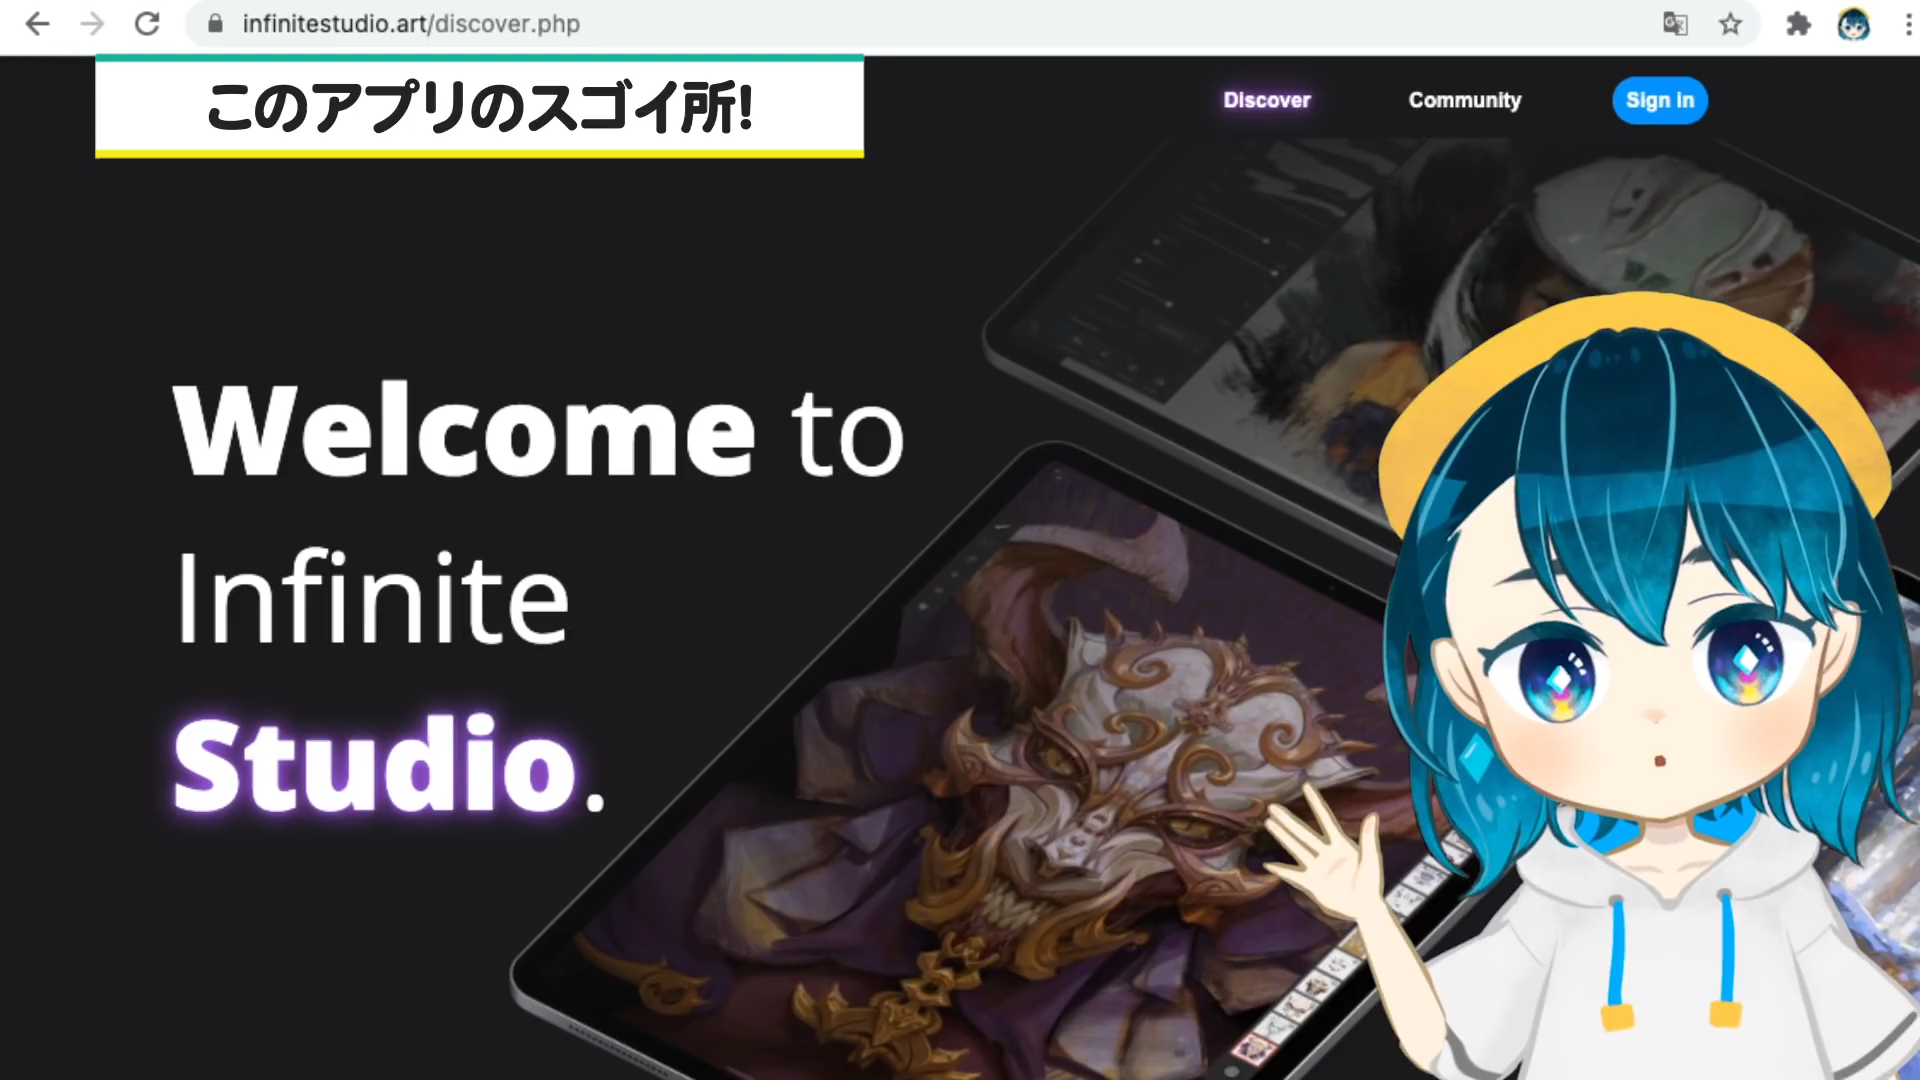 infinitestudio.art/discover.php
このアプリのスゴイ所!
Discover
Community
Sign in
Welcome to
Infinite
Studio.